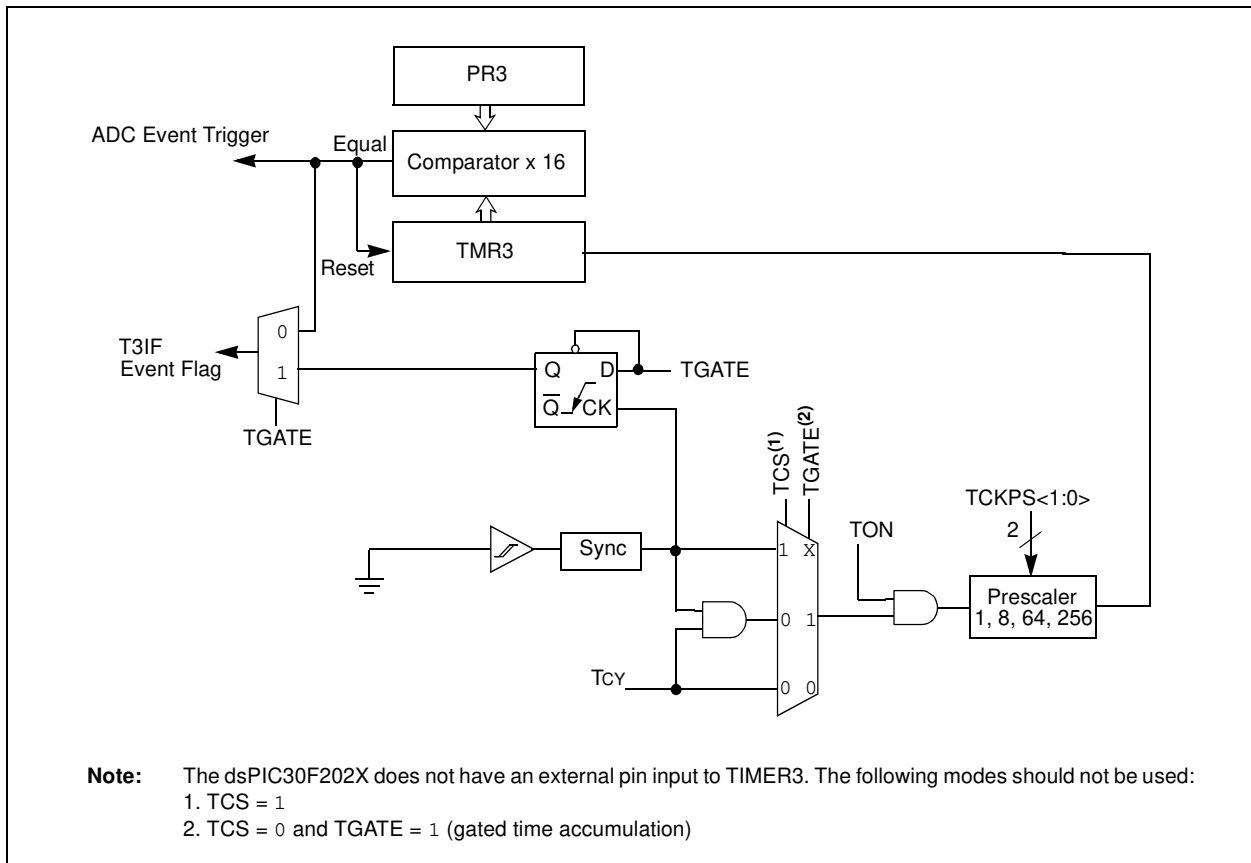 PR3
ADC Event Trigger
Equal
Comparator x 16
Reset
TMR3
0
T3IF
Event Flag
1
Q
D
TGATE
Q
CK
TGATE
TCS(1)
TGATE(2)
TCKPS<1:0>
2
TON
Sync
1 X
Prescaler
1, 8, 64, 256
0 1
TCY
0 0
Note: The dsPIC30F202X does not have an external pin input to TIMER3. The following modes should not be used:
1. TCS = 1
2. TCS = 0 and TGATE = 1 (gated time accumulation)